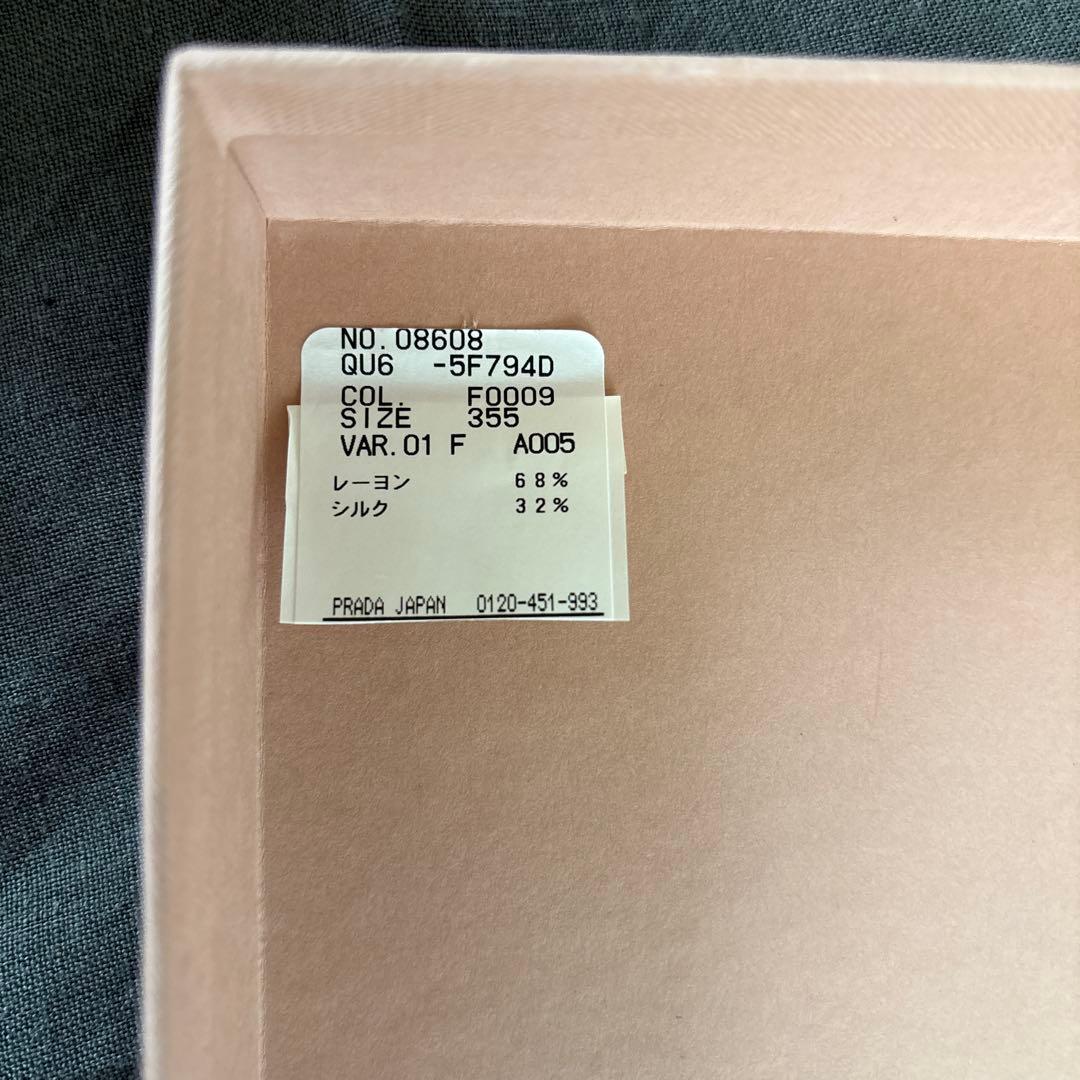 NO.08608
QU6 -5F794D
COL. F0009
SIZE 355
VAR.01 F A005
レーヨン 68%
シルク 32%
PRADA JAPAN 0120-451-993